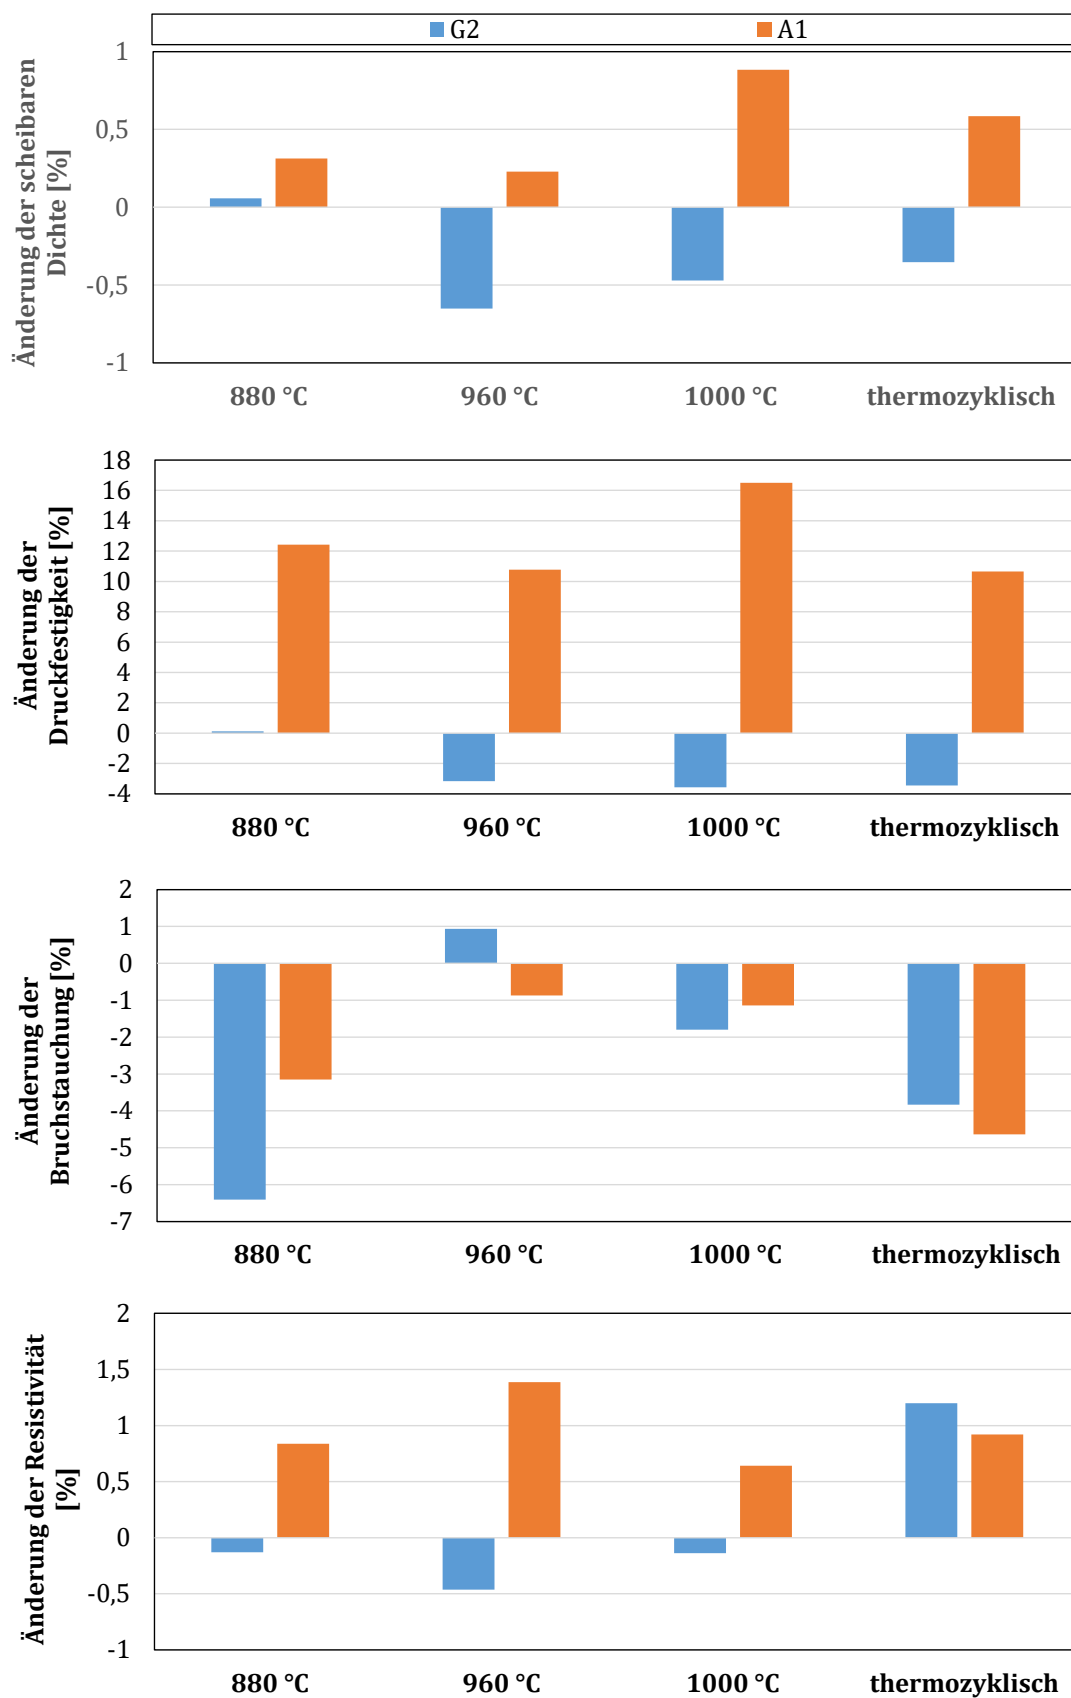 G2 A1
Änderung der scheibaren
Dichte [%]
1
0,5
0
-0,5
-1
880 °C 960 °C 1000 °C thermozyklisch
Änderung der
Druckfestigkeit [%]
18
16
14
12
10
8
6
4
2
0
-2
-4
880 °C 960 °C 1000 °C thermozyklisch
Änderung der
Bruchstauchung [%]
2
1
0
-1
-2
-3
-4
-5
-6
-7
880 °C 960 °C 1000 °C thermozyklisch
Änderung der Resistivität
[%]
2
1,5
1
0,5
0
-0,5
-1
880 °C 960 °C 1000 °C thermozyklisch